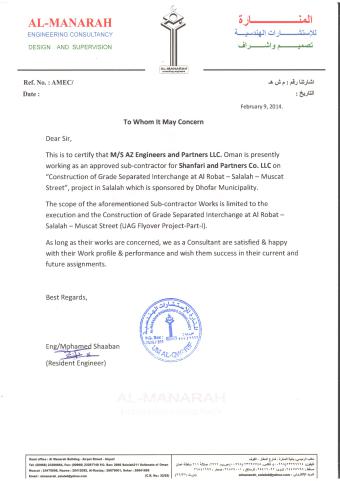 AL-MANARAH
ENGINEERING CONSULTANCY
DESIGN AND SUPERVISION
AL-MANARAH
المنـــارة
للإستشارات الهندسية
تصميم وإشراف
Ref. No. : AMEC/
Date :
إشارتنا رقم : م ش هـ
التاريخ :
February 9, 2014.
To Whom It May Concern
Dear Sir,
This is to certify that M/S AZ Engineers and Partners LLC. Oman is presently
working as an approved sub-contractor for Shanfari and Partners Co. LLC on
"Construction of Grade Separated Interchange at Al Robat – Salalah – Muscat
Street", project in Salalah which is sponsored by Dhofar Municipality.
The scope of the aforementioned Sub-contractor Works is limited to the
execution and the Construction of Grade Separated Interchange at Al Robat –
Salalah – Muscat Street (UAG Flyover Project-Part-I).
As long as their works are concerned, we as a Consultant are satisfied & happy
with their Work profile & performance and wish them success in their current and
future assignments.
Best Regards,
Eng/Mohamed Shaaban
(Resident Engineer)
AL-MANARAH